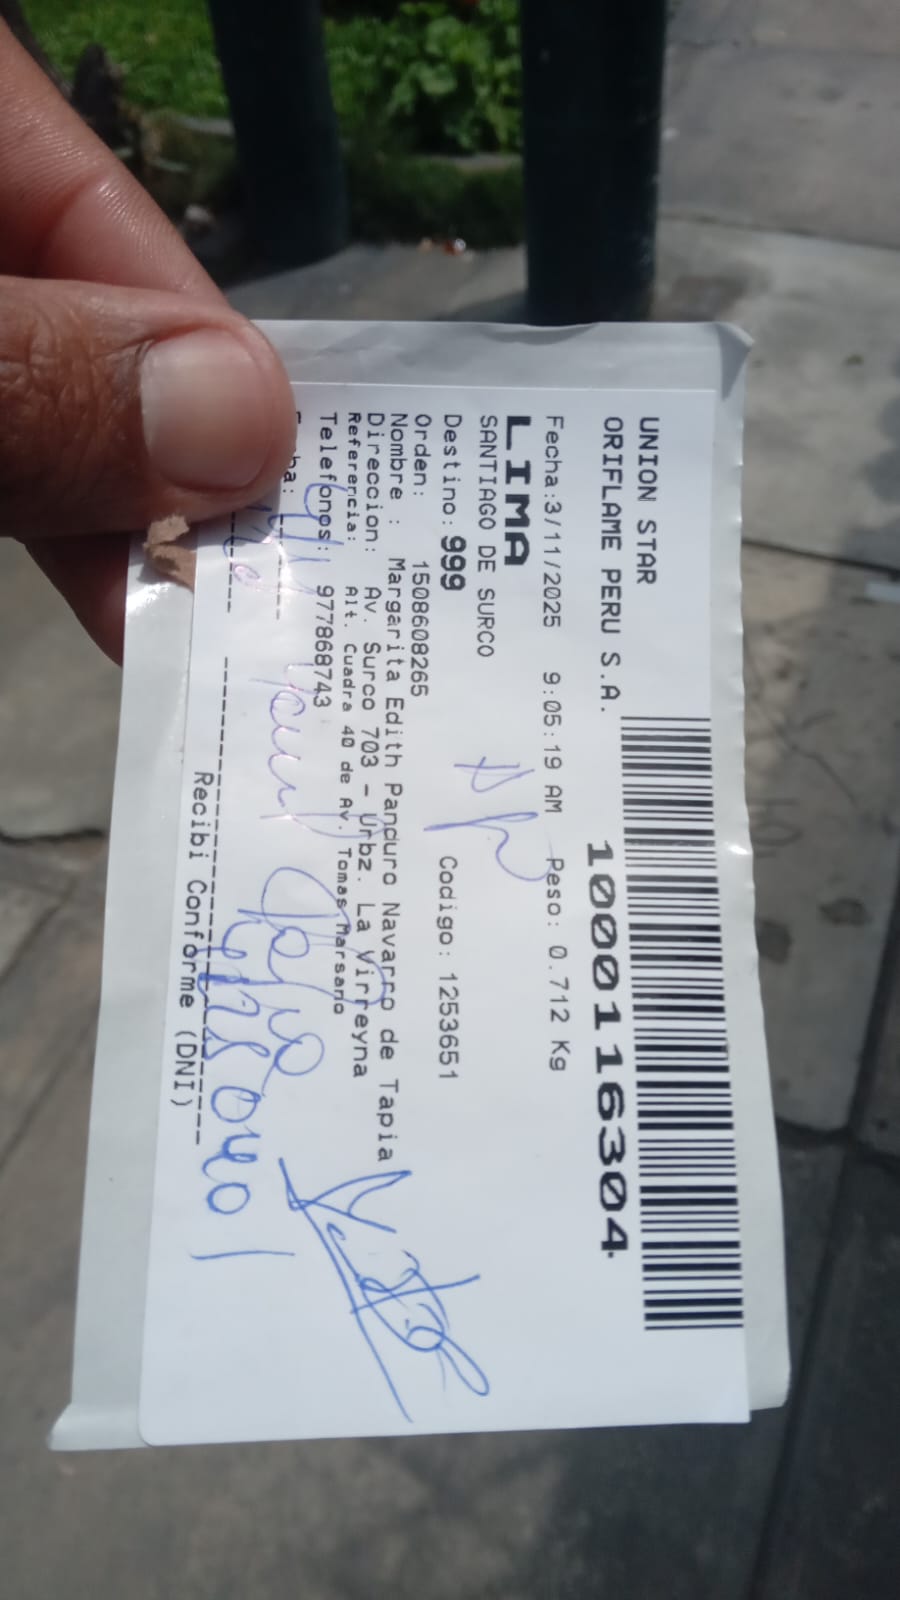 UNION STAR
ORIFLAME PERU S.A.
1000116304
Fecha:3/11/2025 9:05:19 AM Peso: 0.712 Kg
LIMA
SANTIAGO DE SURCO
Destino: 999 Codigo: 1253651
Orden: 1508608265
Nombre : Margarita Edith Panduro Navarro de Tapia
Direccion: Av. Surco 703 - Urbz. La Virreyna
Referencia: Alt. Cuadra 40 de Av. Tomas Marsano
Telefonos: 977868743
Recibi Conforme (DNI)